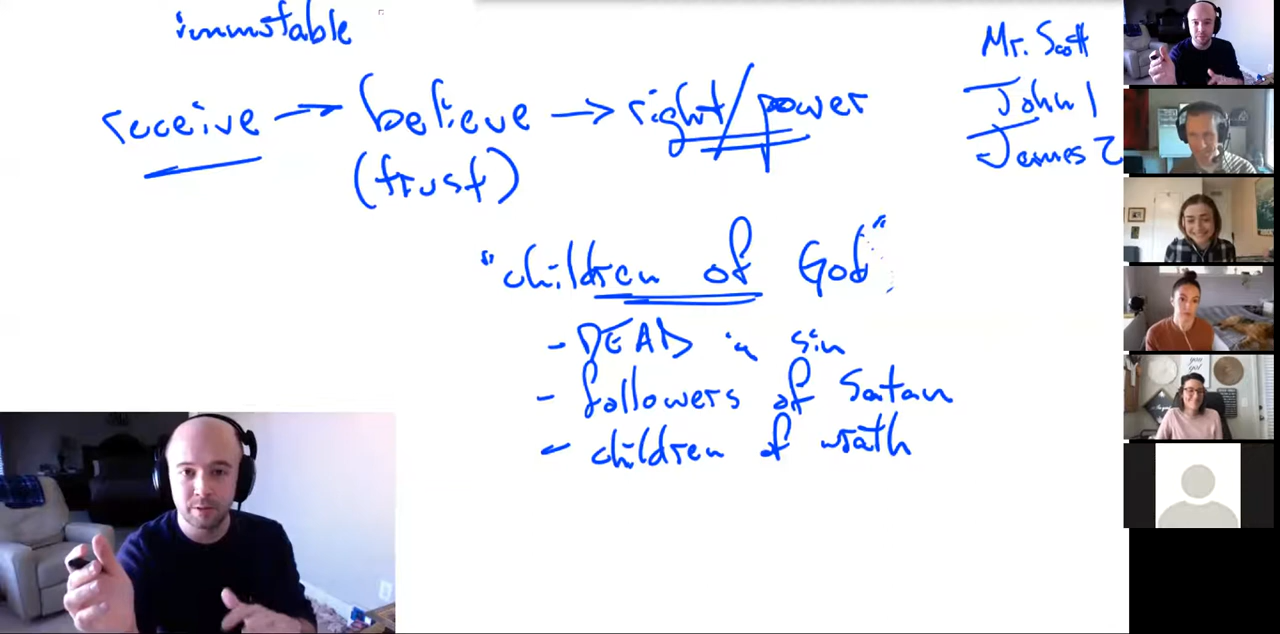 immutable
receive → believe → right/power
(trust)
Mr. Scott
John 1
James 2
"children of God"
- DEAD in sin
- followers of Satan
- children of wrath